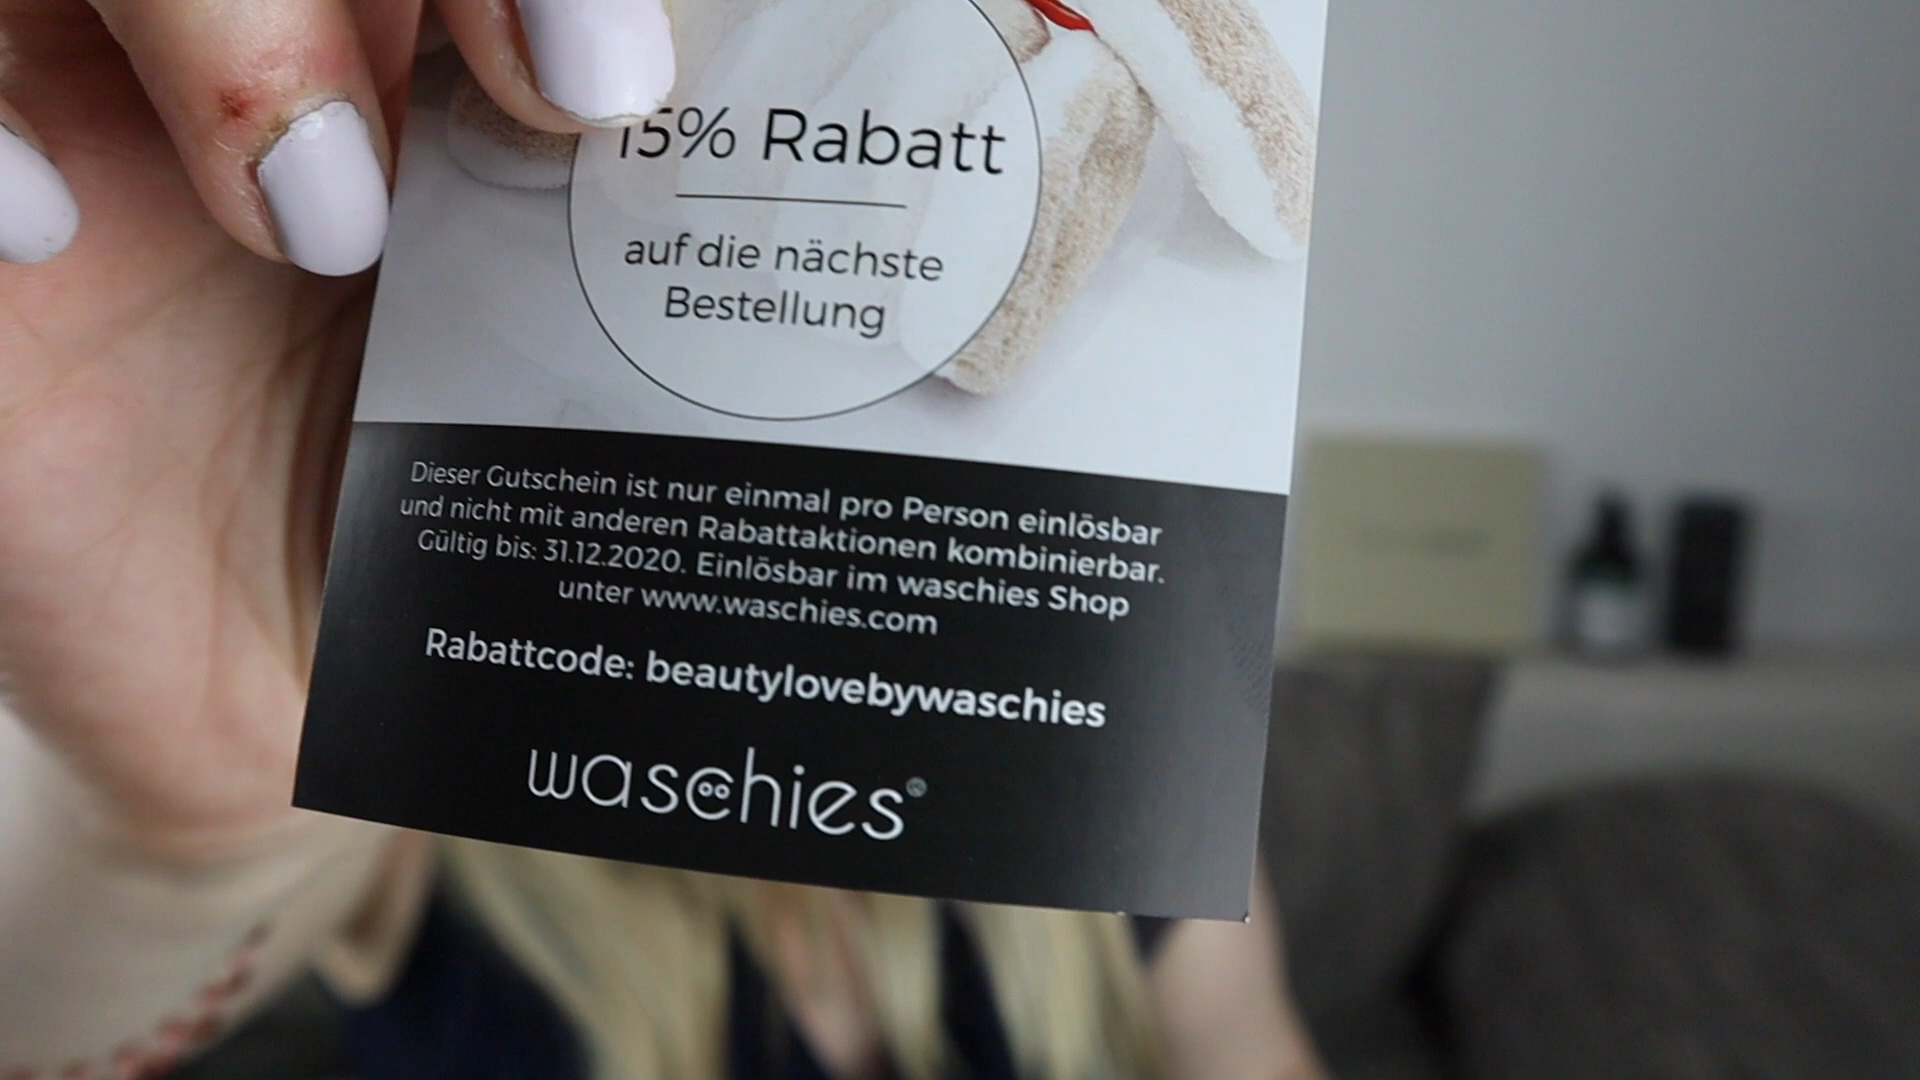 15% Rabatt
auf die nächste
Bestellung
Dieser Gutschein ist nur einmal pro Person einlösbar
und nicht mit anderen Rabattaktionen kombinierbar.
Gültig bis: 31.12.2020. Einlösbar im waschies Shop
unter www.waschies.com
Rabattcode: beautylovebywaschies
waschies®